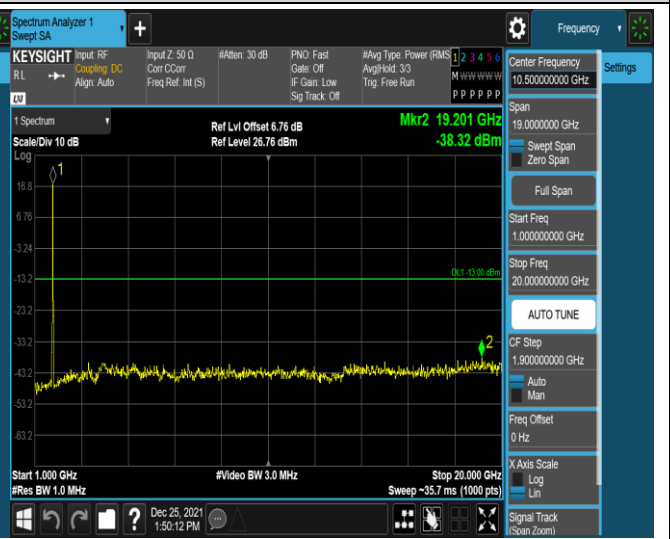 Spectrum Analyzer 1
Swept SA
+
Frequency
KEYSIGHT
RL
Input: RF
Coupling: DC
Align: Auto
Input Z: 50 Ω
Corr CCorr
Freq Ref: Int (S)
#Atten: 30 dB
PNO: Fast
Gate: Off
IF Gain: Low
Sig Track: Off
#Avg Type: Power (RMS
Avg|Hold: 3/3
Trig: Free Run
1 2 3 4 5 6
M W W W W W
P P P P P P
LXI
1 Spectrum
Scale/Div 10 dB
Log
Ref Lvl Offset 6.76 dB
Ref Level 26.76 dBm
Mkr2 19.201 GHz
-38.32 dBm
1
16.8
6.76
-3.24
-13.2
DL1 -13.00 dBm
-23.2
-33.2
2
-43.2
-53.2
-63.2
Start 1.000 GHz
#Res BW 1.0 MHz
#Video BW 3.0 MHz
Stop 20.000 GHz
Sweep ~35.7 ms (1000 pts)
?
Dec 25, 2021
1:50:12 PM
Center Frequency
10.500000000 GHz
Settings
Span
19.0000000 GHz
Swept Span
Zero Span
Full Span
Start Freq
1.000000000 GHz
Stop Freq
20.000000000 GHz
AUTO TUNE
CF Step
1.900000000 GHz
Auto
Man
Freq Offset
0 Hz
X Axis Scale
Log
Lin
Signal Track
(Span Zoom)